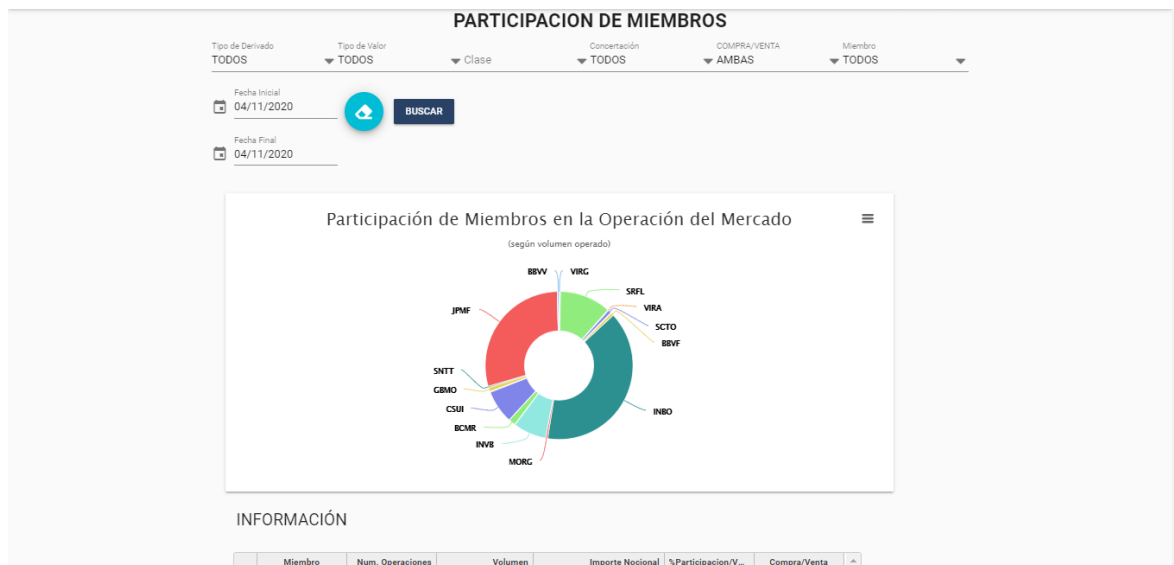 PARTICIPACION DE MIEMBROS
Tipo de Derivado Tipo de Valor Concertación COMPRA/VENTA Miembro
TODOS TODOS Clase TODOS AMBAS TODOS
Fecha Inicial
04/11/2020
BUSCAR
Fecha Final
04/11/2020
Participación de Miembros en la Operación del Mercado
(según volumen operado)
BBVV VIRG
SRFL
JPMF VIRA
SCTO
BBVF
SNTT
GBMO
CSUI INBO
BCMR
INVB
MORG
INFORMACIÓN
Miembro Num. Operaciones Volumen Importe Nocional %Participacion/V... Compra/Venta